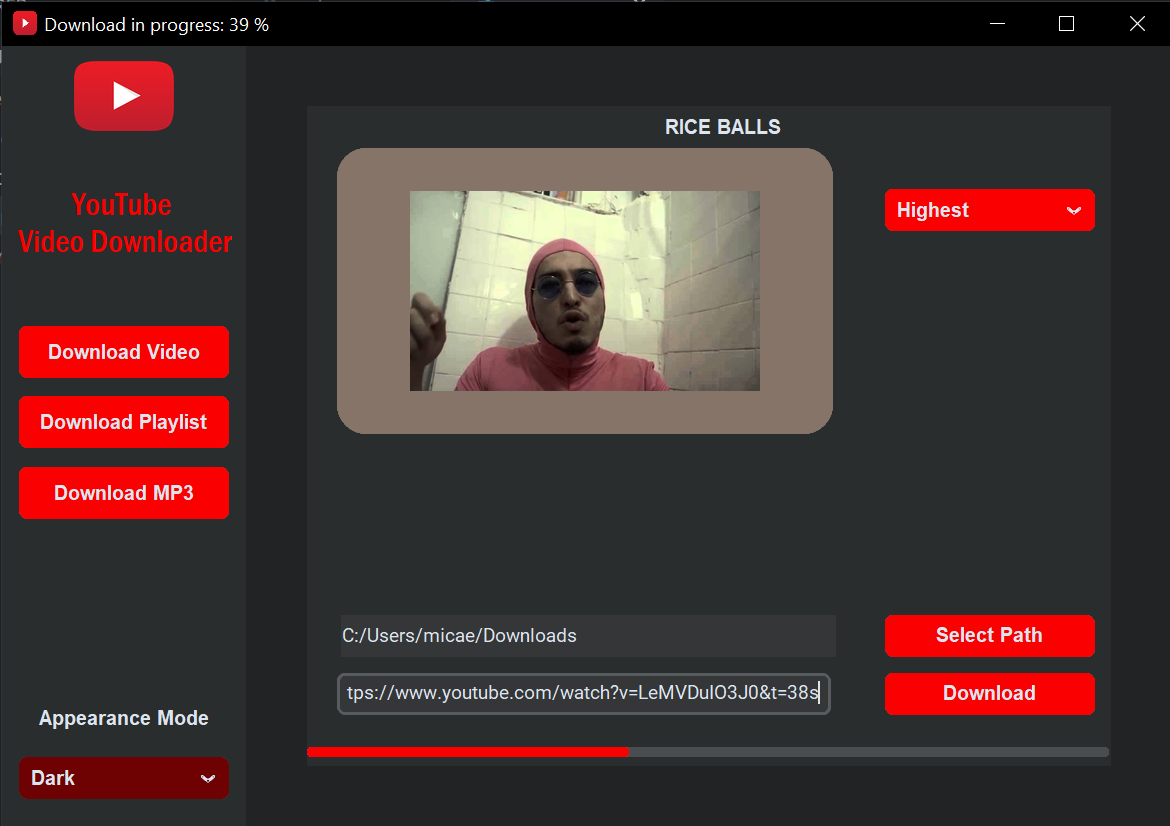 Download in progress: 39 %
YouTube
Video Downloader
Download Video
Download Playlist
Download MP3
Appearance Mode
Dark
RICE BALLS
Highest
C:/Users/micae/Downloads
Select Path
tps://www.youtube.com/watch?v=LeMVDuIO3J0&t=38s
Download